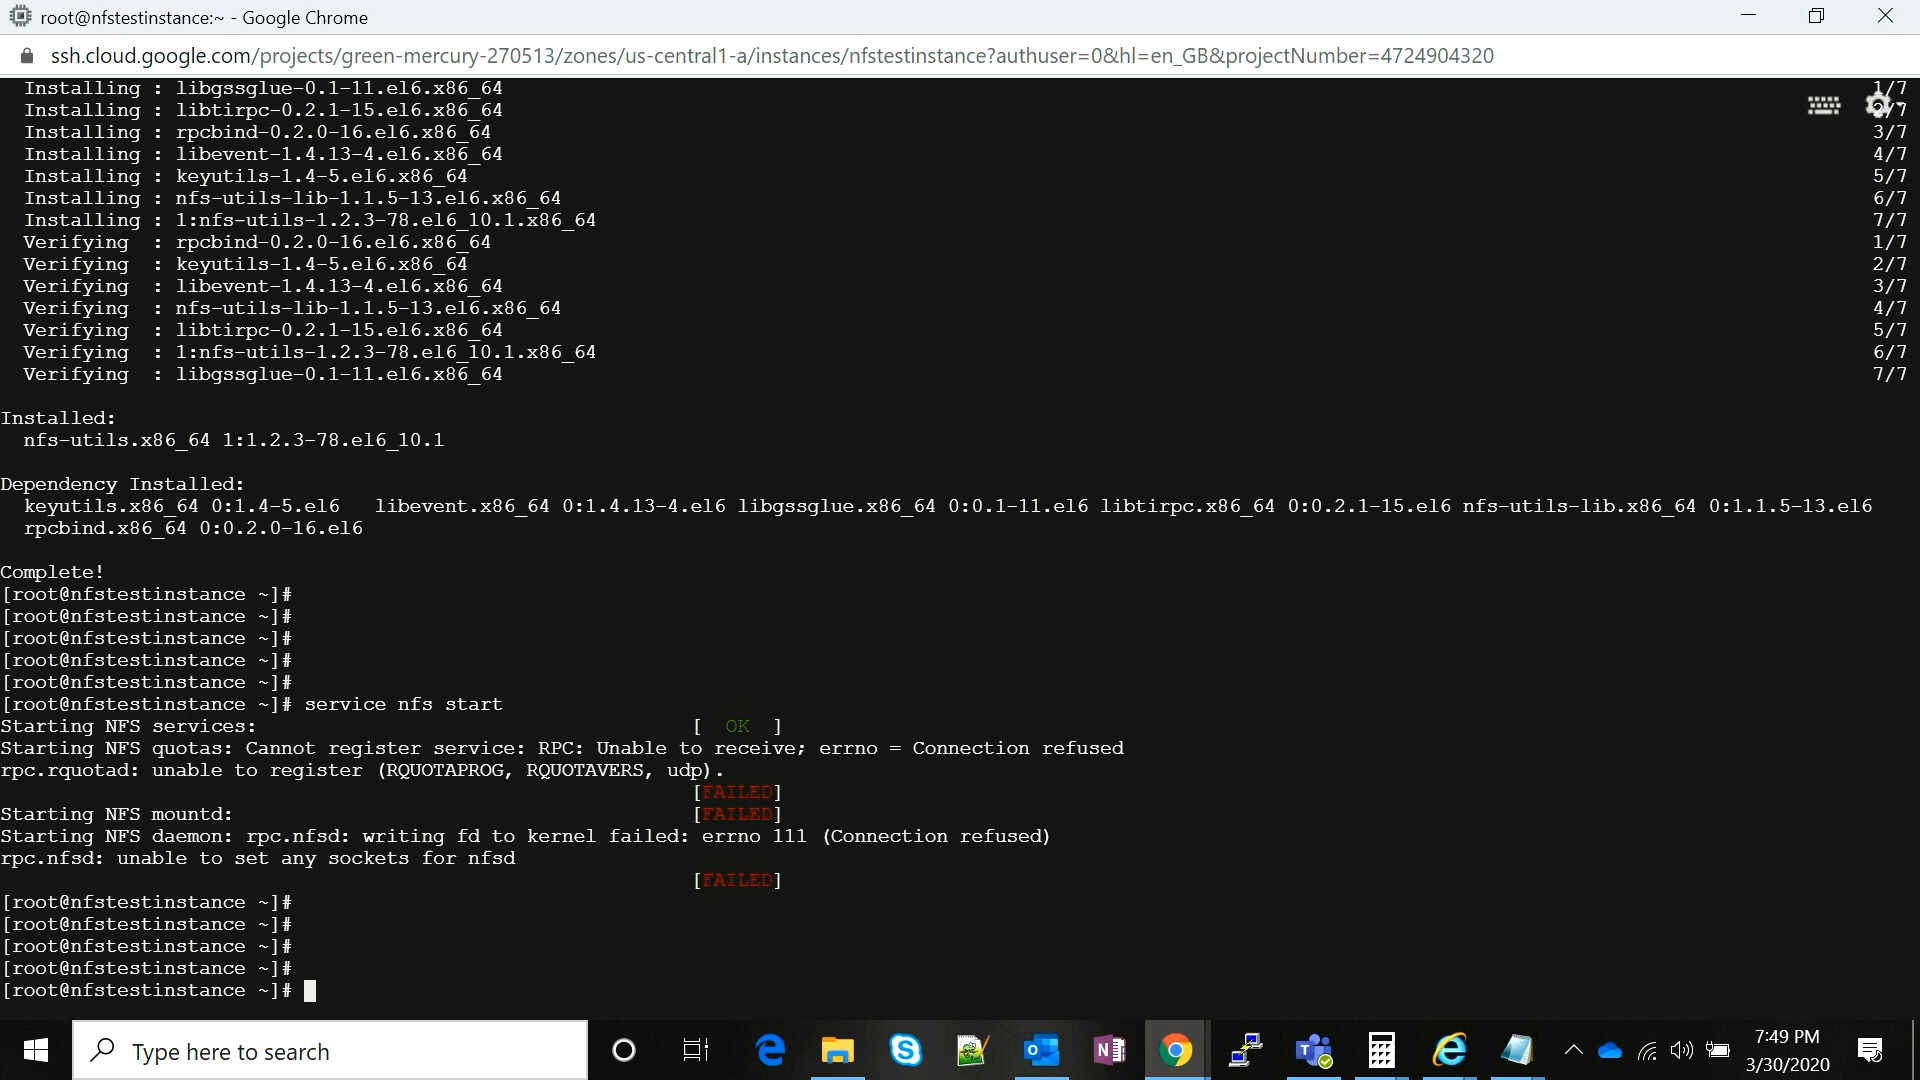 root@nfstestinstance:~ - Google Chrome
ssh.cloud.google.com/projects/green-mercury-270513/zones/us-central1-a/instances/nfstestinstance?authuser=0&hl=en_GB&projectNumber=4724904320
Installing : libgssglue-0.1-11.el6.x86_64 1/7
Installing : libtirpc-0.2.1-15.el6.x86_64 2/7
Installing : rpcbind-0.2.0-16.el6.x86_64 3/7
Installing : libevent-1.4.13-4.el6.x86_64 4/7
Installing : keyutils-1.4-5.el6.x86_64 5/7
Installing : nfs-utils-lib-1.1.5-13.el6.x86_64 6/7
Installing : 1:nfs-utils-1.2.3-78.el6_10.1.x86_64 7/7
Verifying : rpcbind-0.2.0-16.el6.x86_64 1/7
Verifying : keyutils-1.4-5.el6.x86_64 2/7
Verifying : libevent-1.4.13-4.el6.x86_64 3/7
Verifying : nfs-utils-lib-1.1.5-13.el6.x86_64 4/7
Verifying : libtirpc-0.2.1-15.el6.x86_64 5/7
Verifying : 1:nfs-utils-1.2.3-78.el6_10.1.x86_64 6/7
Verifying : libgssglue-0.1-11.el6.x86_64 7/7
Installed:
nfs-utils.x86_64 1:1.2.3-78.el6_10.1
Dependency Installed:
keyutils.x86_64 0:1.4-5.el6 libevent.x86_64 0:1.4.13-4.el6 libgssglue.x86_64 0:0.1-11.el6 libtirpc.x86_64 0:0.2.1-15.el6 nfs-utils-lib.x86_64 0:1.1.5-13.el6
rpcbind.x86_64 0:0.2.0-16.el6
Complete!
[root@nfstestinstance ~]#
[root@nfstestinstance ~]#
[root@nfstestinstance ~]#
[root@nfstestinstance ~]#
[root@nfstestinstance ~]#
[root@nfstestinstance ~]# service nfs start
Starting NFS services: [ OK ]
Starting NFS quotas: Cannot register service: RPC: Unable to receive; errno = Connection refused
rpc.rquotad: unable to register (RQUOTAPROG, RQUOTAVERS, udp).
[FAILED]
Starting NFS mountd: [FAILED]
Starting NFS daemon: rpc.nfsd: writing fd to kernel failed: errno 111 (Connection refused)
rpc.nfsd: unable to set any sockets for nfsd
[FAILED]
[root@nfstestinstance ~]#
[root@nfstestinstance ~]#
[root@nfstestinstance ~]#
[root@nfstestinstance ~]#
[root@nfstestinstance ~]#
Type here to search
7:49 PM
3/30/2020